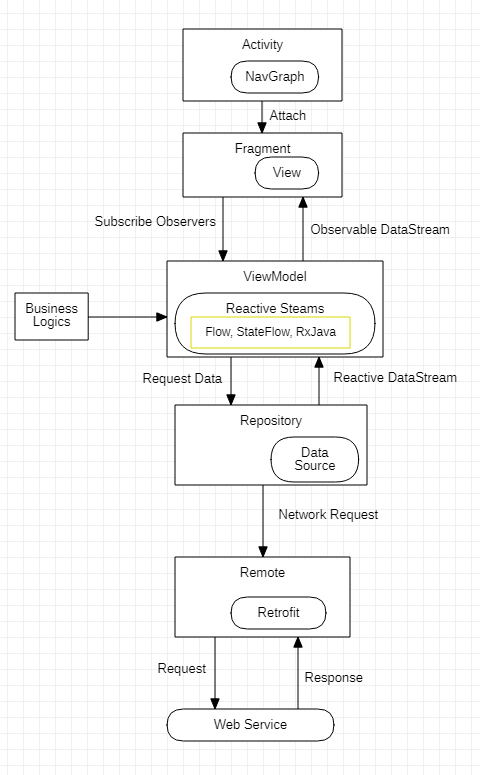 Activity
NavGraph
Attach
Fragment
View
Subscribe Observers
Observable DataStream
ViewModel
Business
Logics
Reactive Steams
Flow, StateFlow, RxJava
Request Data
Reactive DataStream
Repository
Data
Source
Network Request
Remote
Retrofit
Request
Response
Web Service